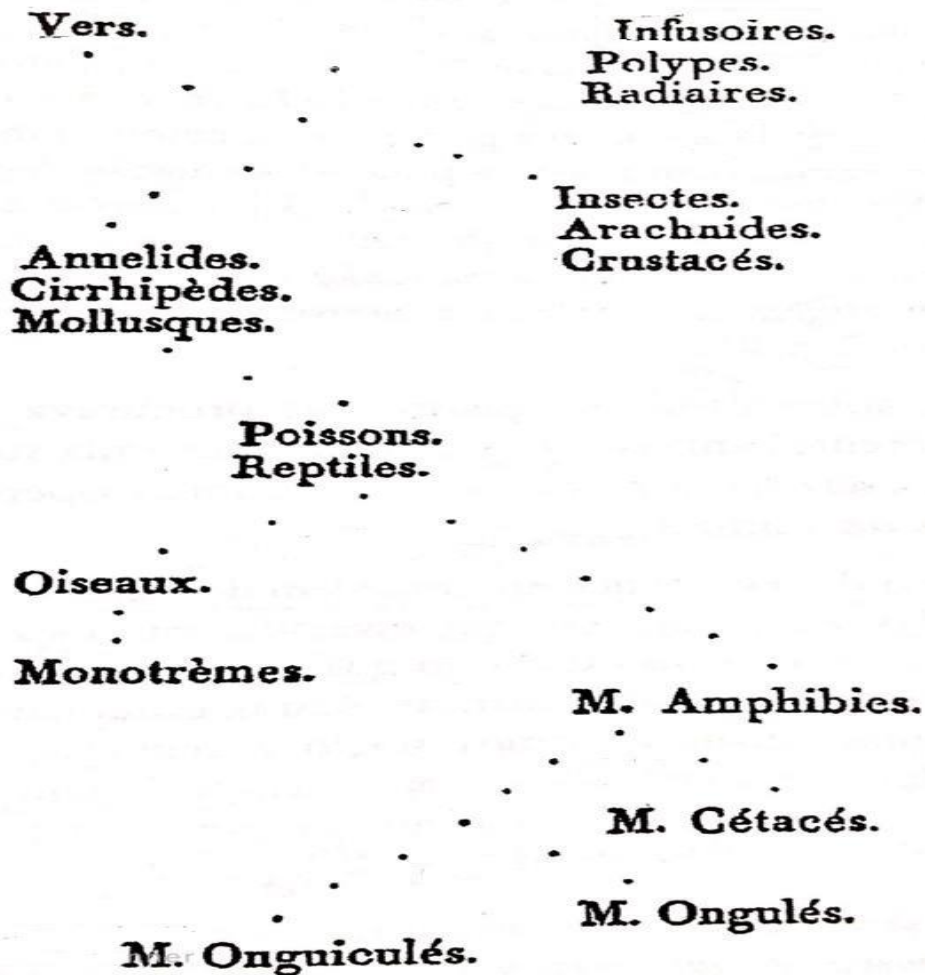 Vers.
Infusoires.
Polypes.
Radiaires.
Insectes.
Arachnides.
Crustacés.
Annelides.
Cirrhipèdes.
Mollusques.
Poissons.
Reptiles.
Oiseaux.
Monotrèmes.
M. Amphibies.
M. Cétacés.
M. Ongulés.
M. Onguiculés.